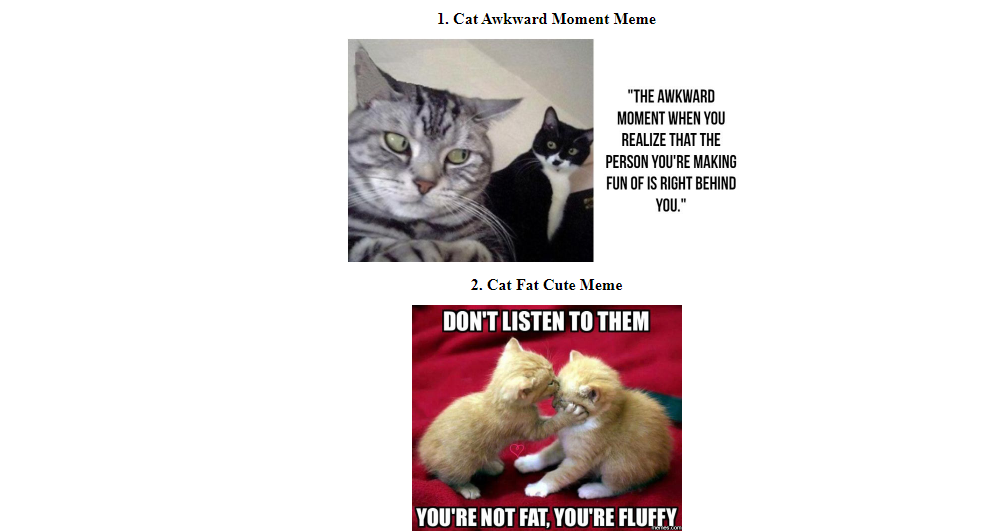 1. Cat Awkward Moment Meme
"THE AWKWARD
MOMENT WHEN YOU
REALIZE THAT THE
PERSON YOU'RE MAKING
FUN OF IS RIGHT BEHIND
YOU."
2. Cat Fat Cute Meme
DON'T LISTEN TO THEM
YOU'RE NOT FAT, YOU'RE FLUFFY